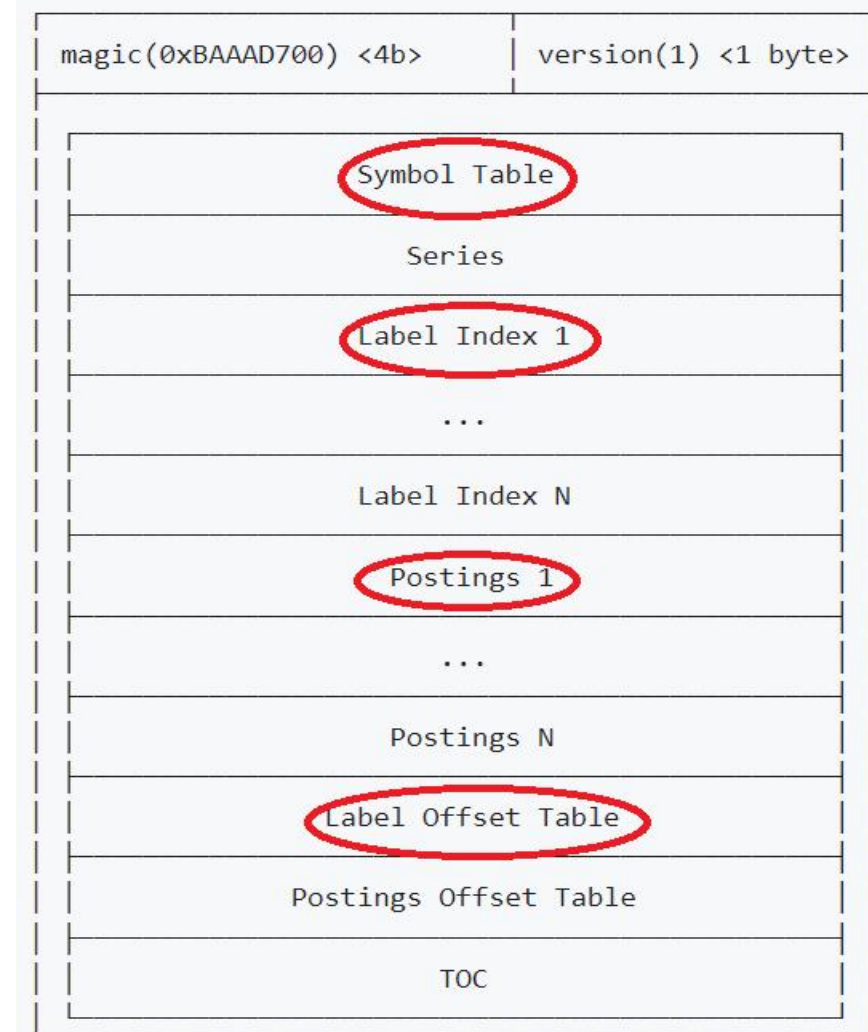 magic(0xBAAAD700) <4b> version(1) <1 byte>
Symbol Table
Series
Label Index 1
...
Label Index N
Postings 1
...
Postings N
Label Offset Table
Postings Offset Table
TOC